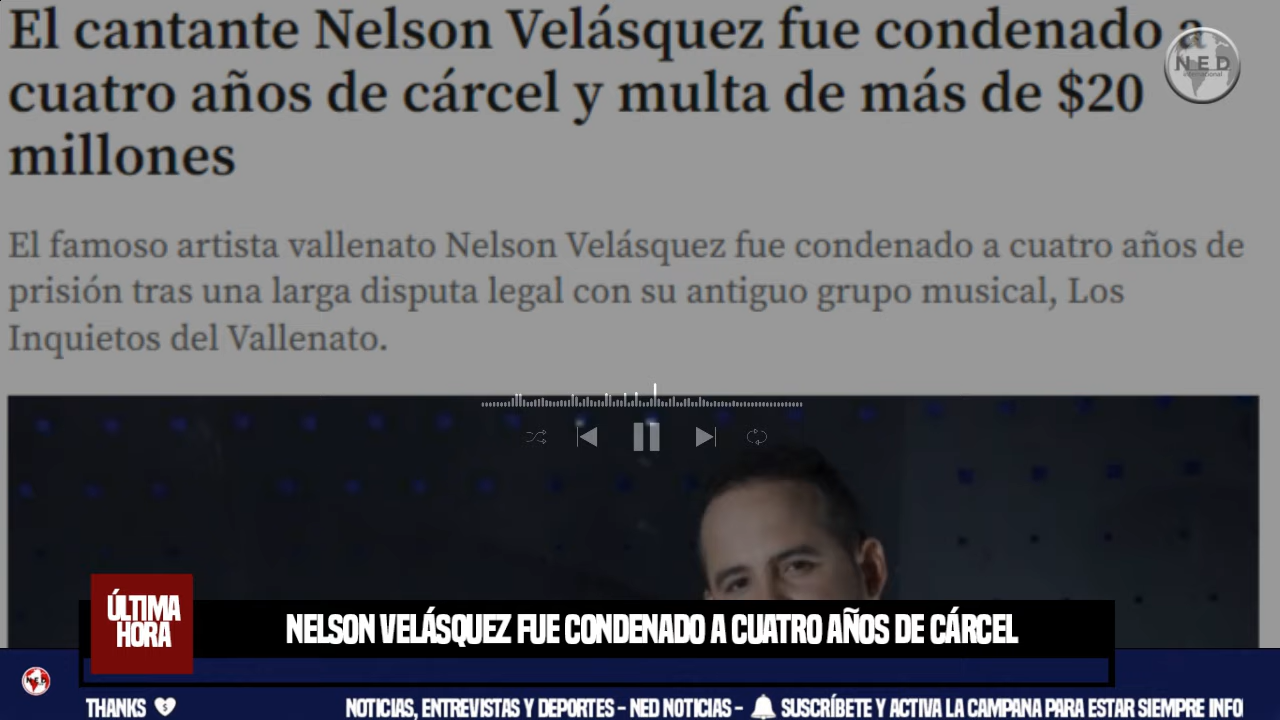 El cantante Nelson Velásquez fue condenado a
cuatro años de cárcel y multa de más de $20
millones
NED
international
El famoso artista vallenato Nelson Velásquez fue condenado a cuatro años de
prisión tras una larga disputa legal con su antiguo grupo musical, Los
Inquietos del Vallenato.
ÚLTIMA
HORA
NELSON VELÁSQUEZ FUE CONDENADO A CUATRO AÑOS DE CÁRCEL
NED
THANKS
NOTICIAS, ENTREVISTAS Y DEPORTES - NED NOTICIAS - SUSCRÍBETE Y ACTIVA LA CAMPANA PARA ESTAR SIEMPRE INFO